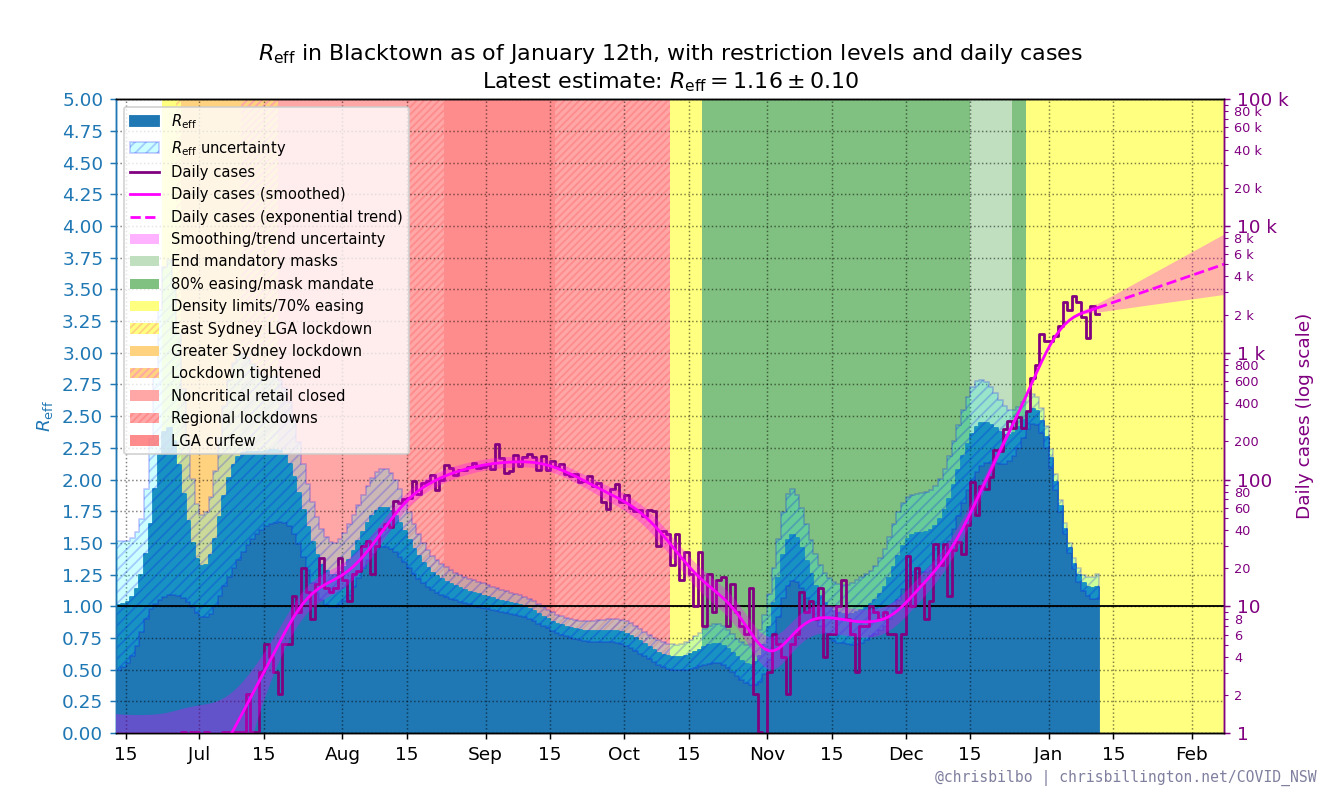 R_eff in Blacktown as of January 12th, with restriction levels and daily cases
Latest estimate: R_eff = 1.16 ± 0.10
R_eff
5.00
4.75
4.50
4.25
4.00
3.75
3.50
3.25
3.00
2.75
2.50
2.25
2.00
1.75
1.50
1.25
1.00
0.75
0.50
0.25
0.00
R_eff
R_eff uncertainty
Daily cases
Daily cases (smoothed)
Daily cases (exponential trend)
Smoothing/trend uncertainty
End mandatory masks
80% easing/mask mandate
Density limits/70% easing
East Sydney LGA lockdown
Greater Sydney lockdown
Lockdown tightened
Noncritical retail closed
Regional lockdowns
LGA curfew
100 k
80 k
60 k
40 k
20 k
10 k
8 k
6 k
4 k
2 k
1 k
800
600
400
200
100
80
60
40
20
10
8
6
4
2
1
Daily cases (log scale)
15 Jul 15 Aug 15 Sep 15 Oct 15 Nov 15 Dec 15 Jan 15 Feb
@chrisbilbo | chrisbillington.net/COVID_NSW